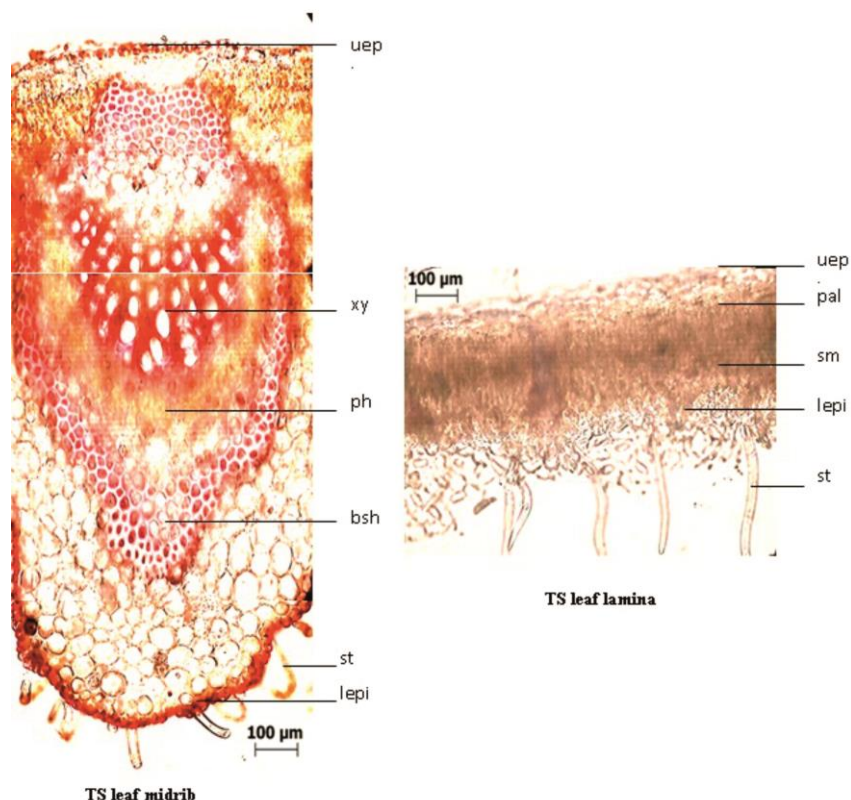 uep
xy
ph
bsh
st
lepi
100 µm
TS leaf midrib
100 µm
uep
pal
sm
lepi
st
TS leaf lamina